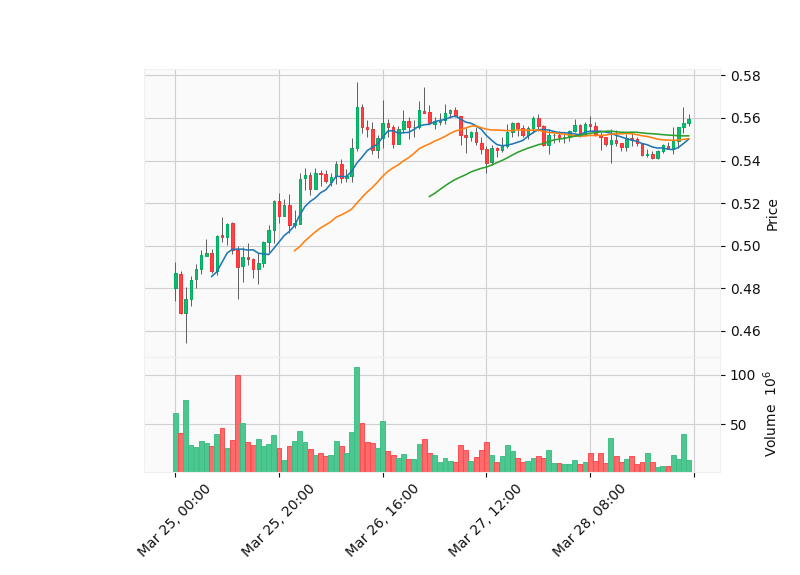 0.58
0.56
0.54
0.52
0.50
0.48
0.46
Price
100
50
Volume 10^6
Mar 25, 00:00
Mar 25, 20:00
Mar 26, 16:00
Mar 27, 12:00
Mar 28, 08:00